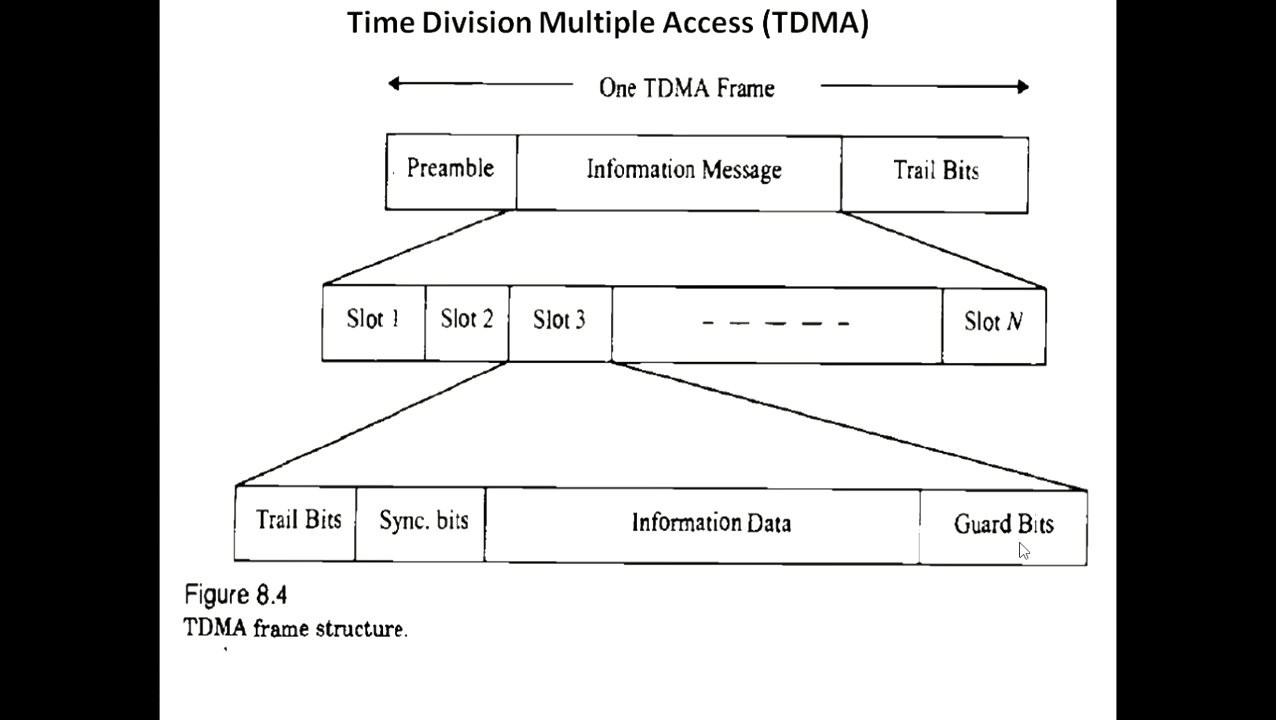 Time Division Multiple Access (TDMA)
One TDMA Frame
Preamble Information Message Trail Bits
Slot 1 Slot 2 Slot 3 Slot N
Trail Bits Sync. bits Information Data Guard Bits
Figure 8.4
TDMA frame structure.